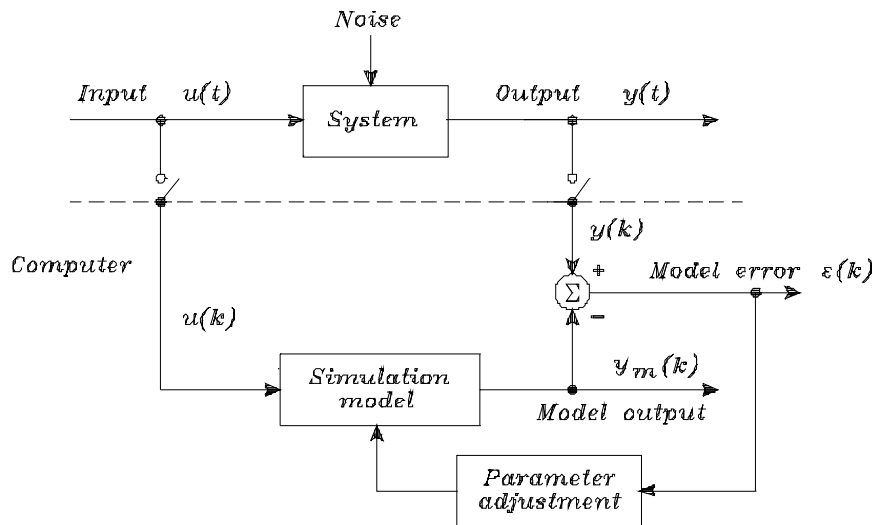 Noise
Input u(t)
System
Output y(t)
y(k)
Computer
+
Model error ε(k)
Σ
−
u(k)
Simulation
model
y_m(k)
Model output
Parameter
adjustment